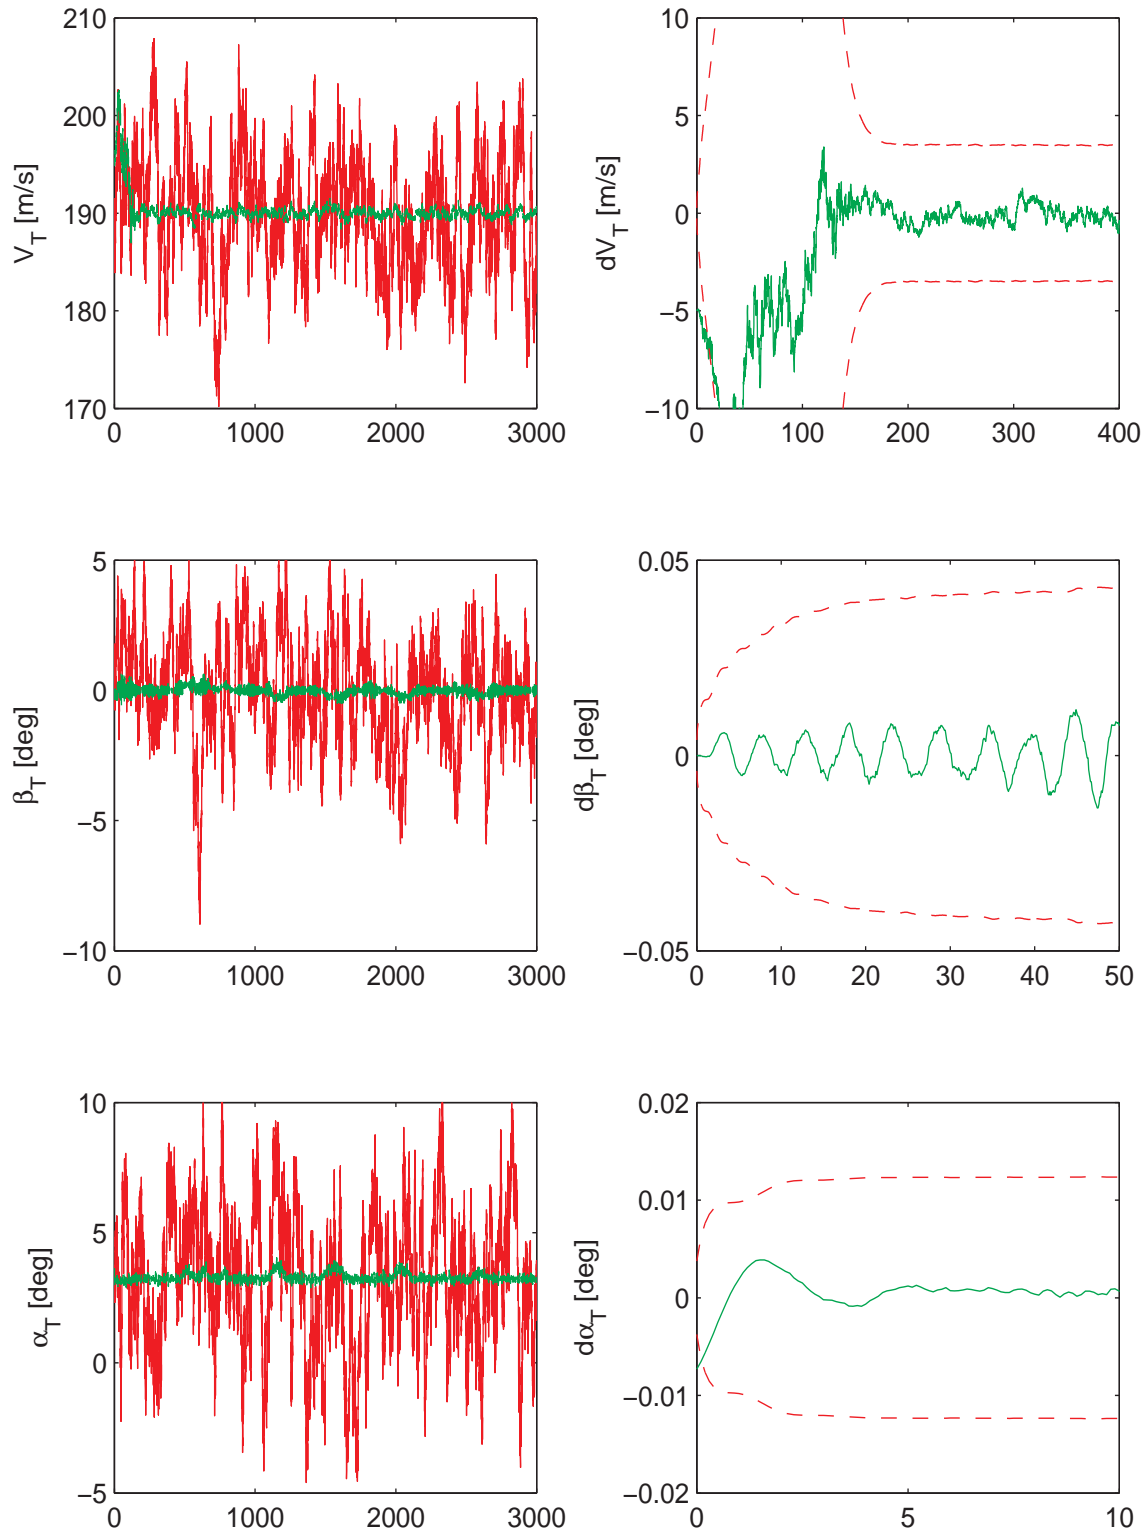 210
200
190
180
170
V_T [m/s]
0 1000 2000 3000
10
5
0
−5
−10
dV_T [m/s]
0 100 200 300 400
5
0
−5
−10
β_T [deg]
0 1000 2000 3000
0.05
0
−0.05
dβ_T [deg]
0 10 20 30 40 50
10
5
0
−5
α_T [deg]
0 1000 2000 3000
0.02
0.01
0
−0.01
−0.02
dα_T [deg]
0 5 10